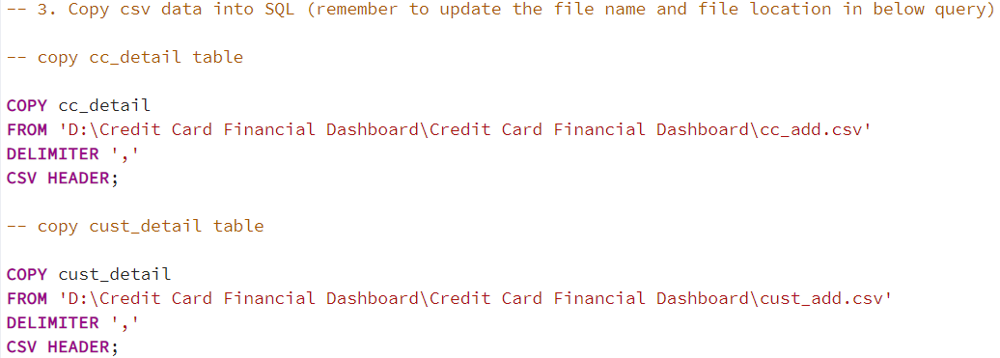 -- 3. Copy csv data into SQL (remember to update the file name and file location in below query)
-- copy cc_detail table
COPY cc_detail
FROM 'D:\Credit Card Financial Dashboard\Credit Card Financial Dashboard\cc_add.csv'
DELIMITER ','
CSV HEADER;
-- copy cust_detail table
COPY cust_detail
FROM 'D:\Credit Card Financial Dashboard\Credit Card Financial Dashboard\cust_add.csv'
DELIMITER ','
CSV HEADER;